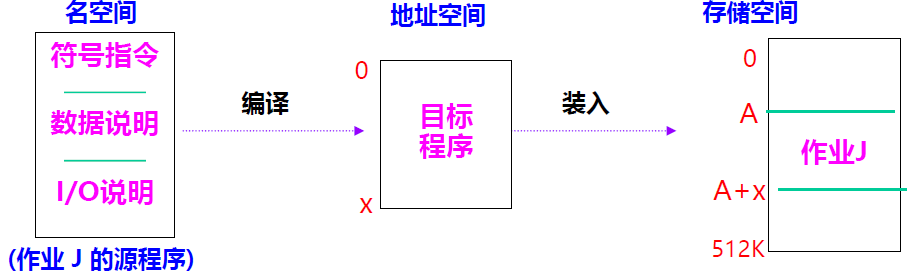 名空间
地址空间
存储空间
符号指令
数据说明
I/O说明
(作业 J 的源程序)
编译
0
目标
程序
x
装入
0
A
作业J
A+x
512K